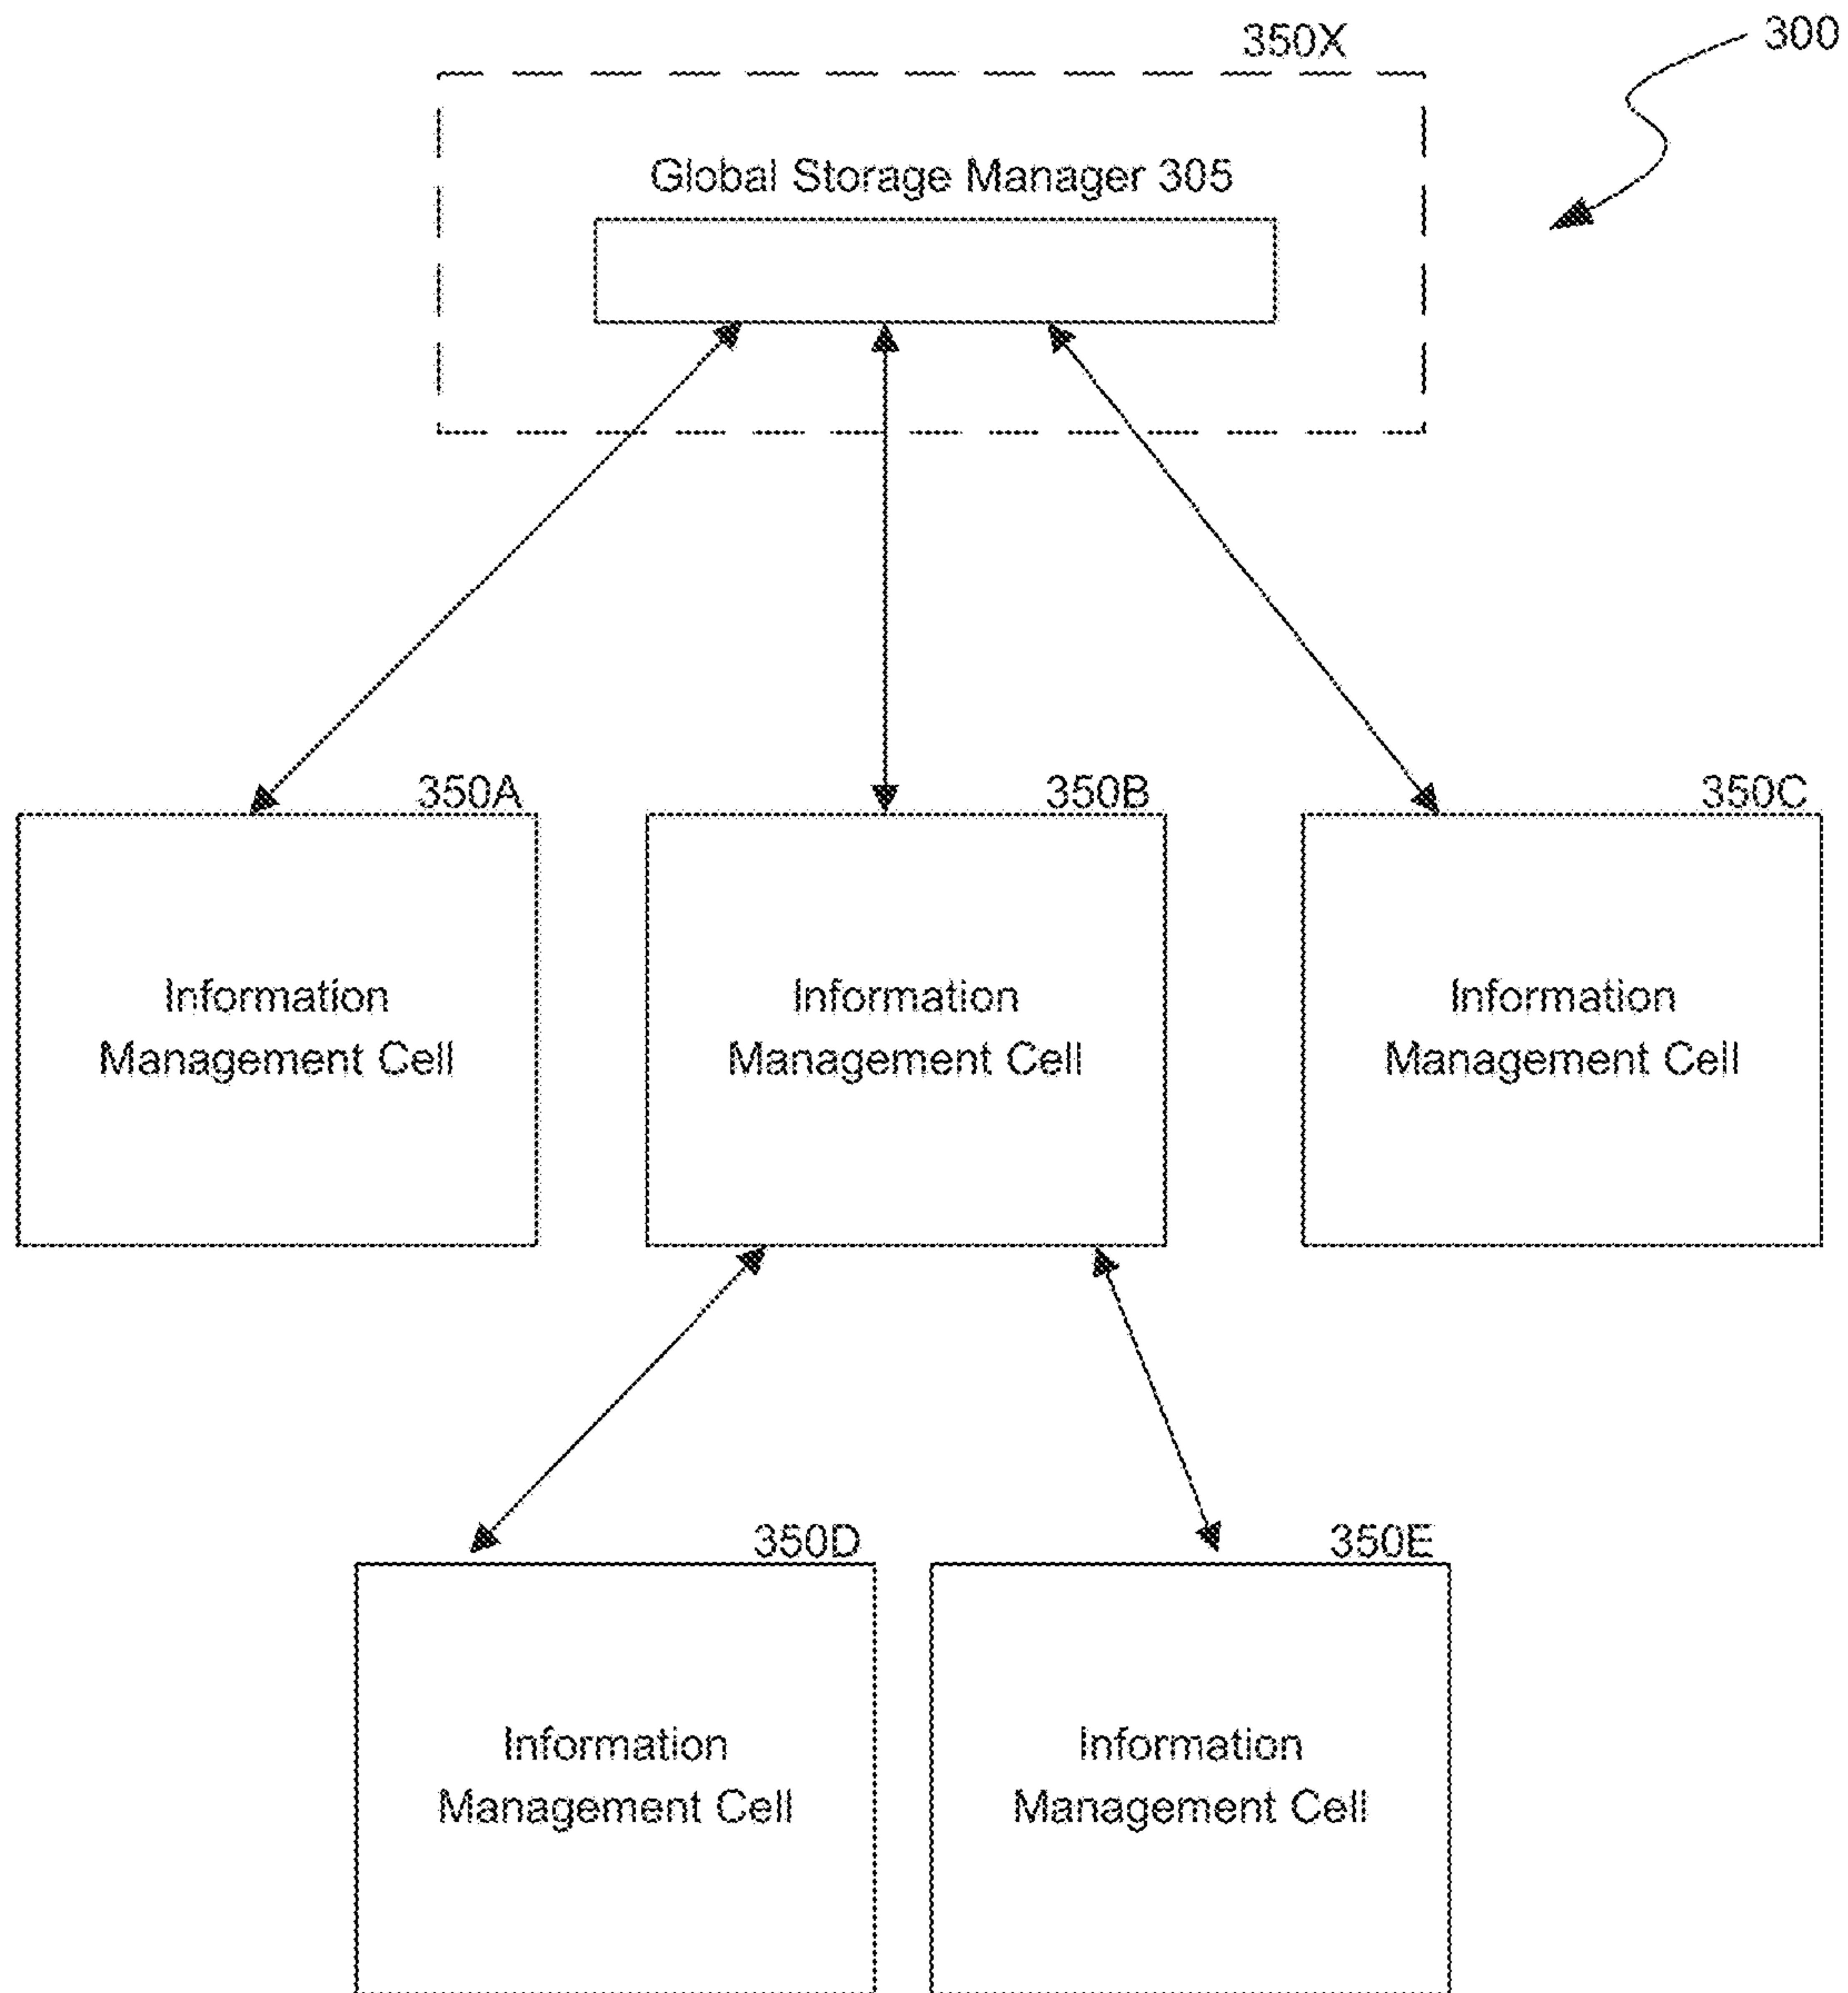 350X
300
Global Storage Manager 305
350A
350B
350C
Information
Management Cell
Information
Management Cell
Information
Management Cell
350D
350E
Information
Management Cell
Information
Management Cell